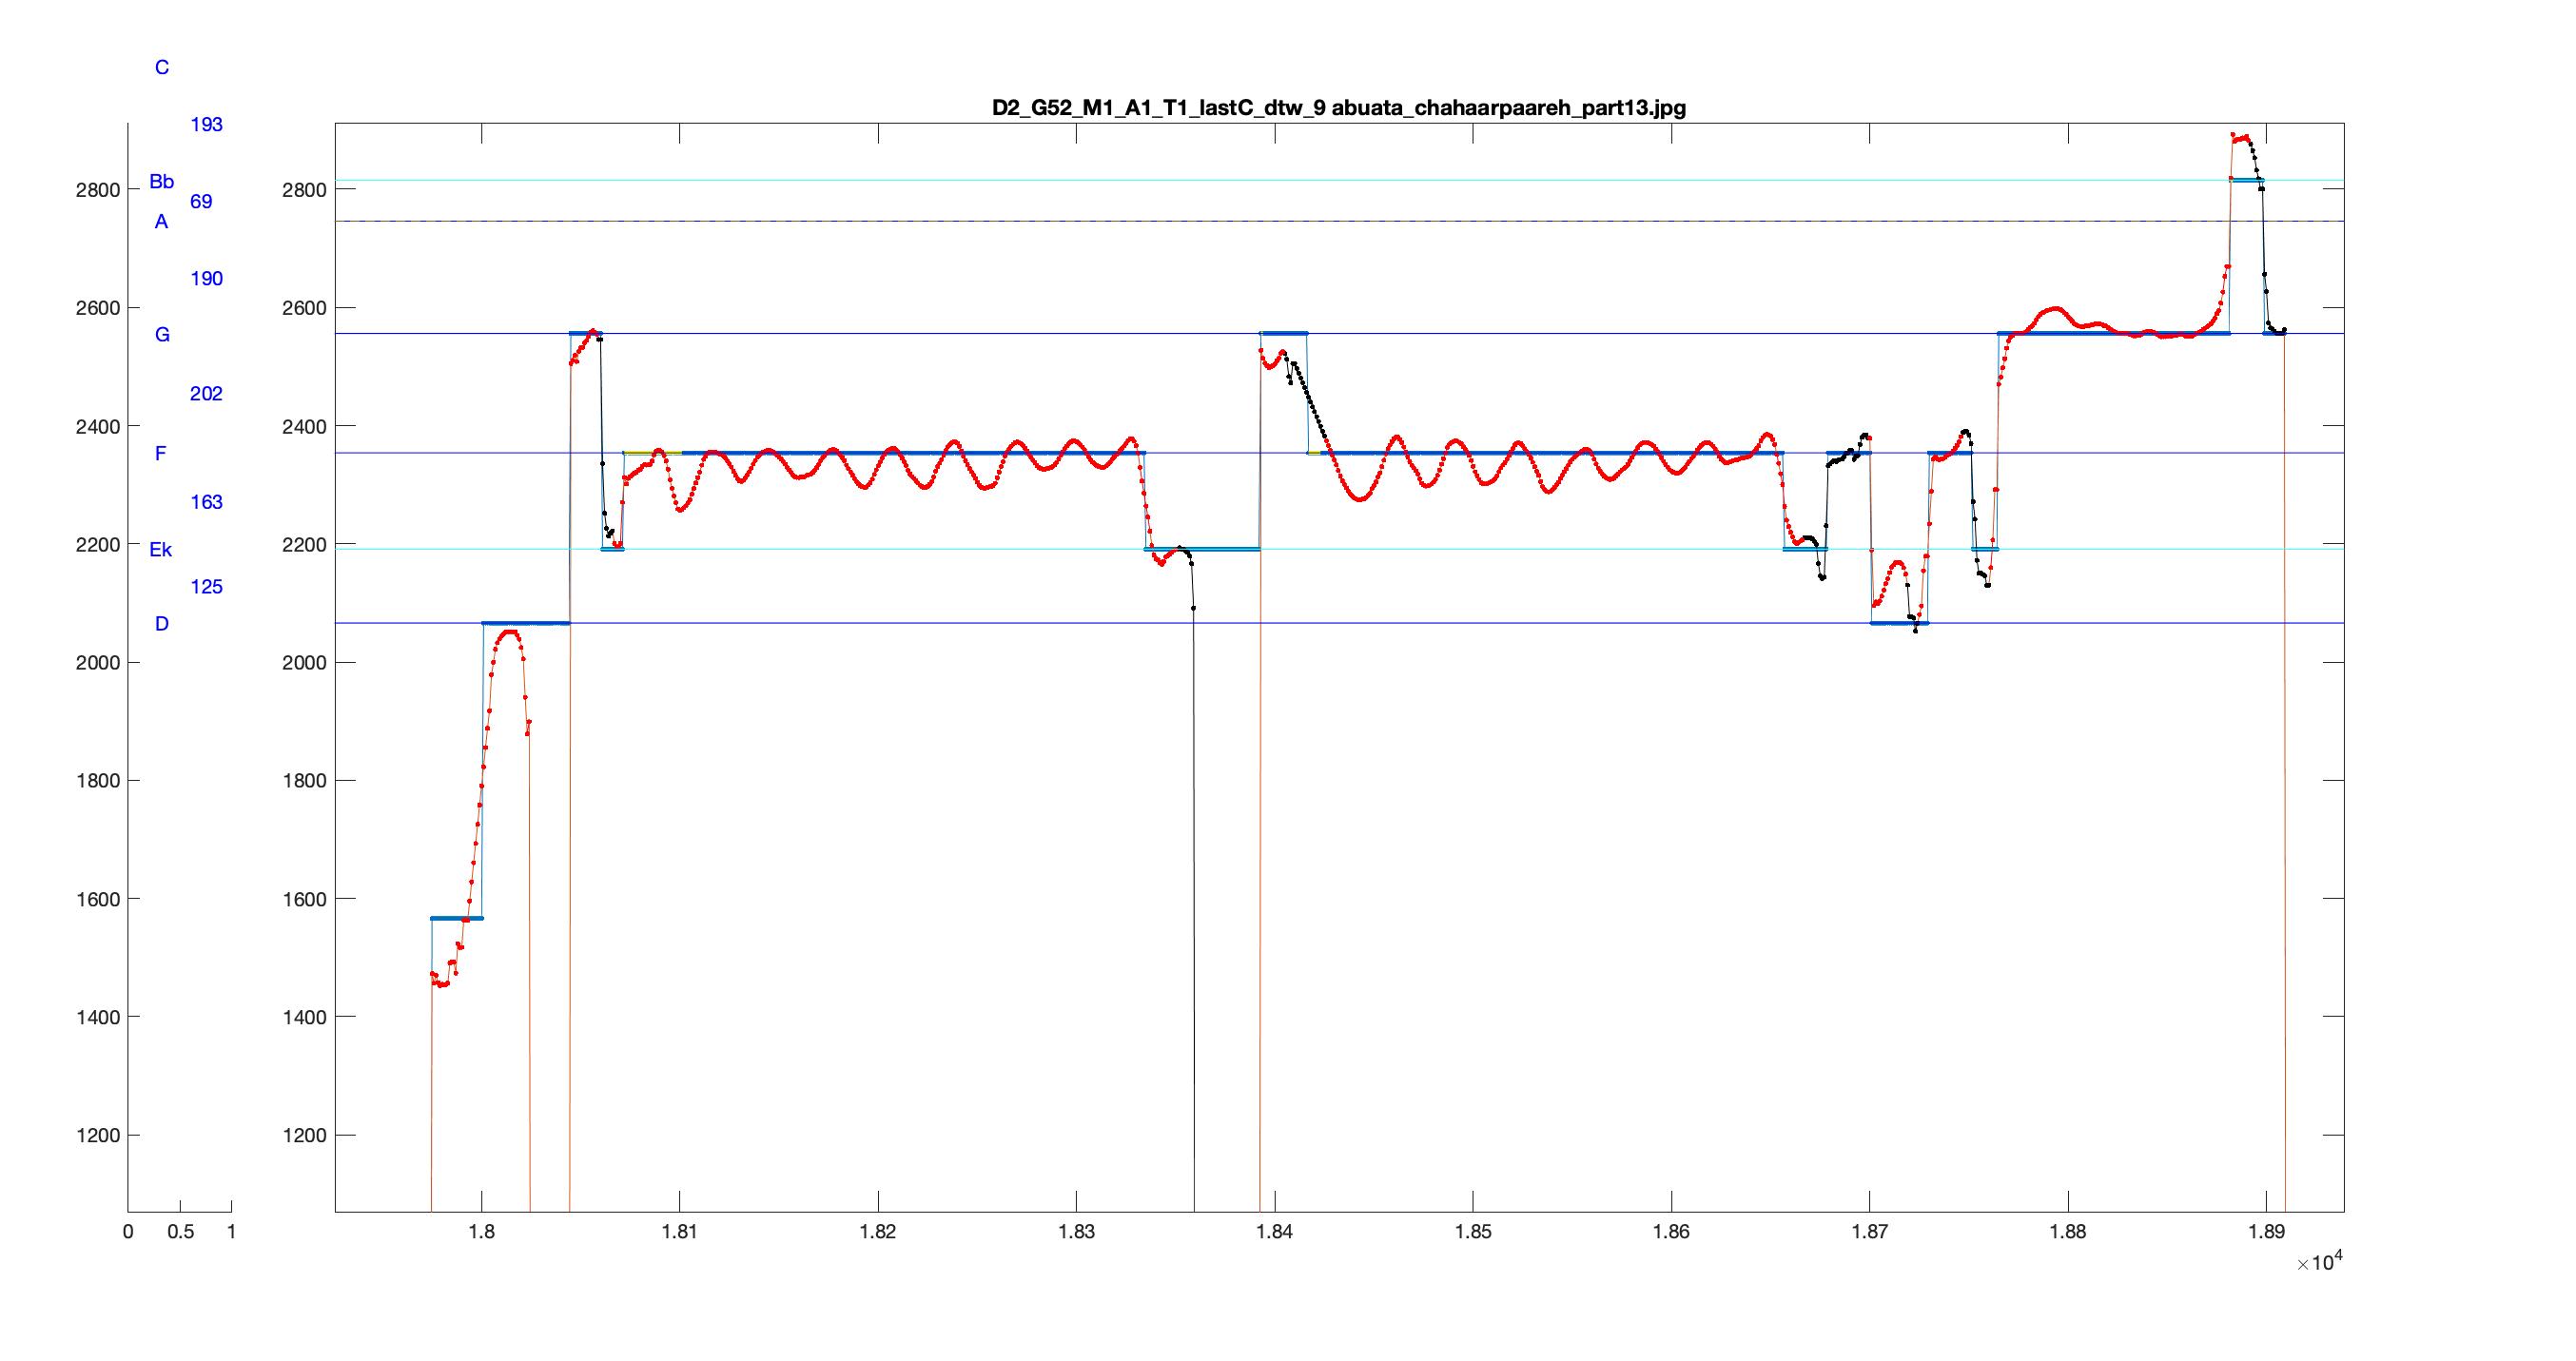 C
D2_G52_M1_A1_T1_lastC_dtw_9 abuata_chahaarpaareh_part13.jpg
193
2800 Bb 2800
69
A
190
2600 2600
G
202
2400 2400
F
163
2200 Ek 2200
125
D
2000 2000
1800 1800
1600 1600
1400 1400
1200 1200
0 0.5 1 1.8 1.81 1.82 1.83 1.84 1.85 1.86 1.87 1.88 1.89
×10⁴